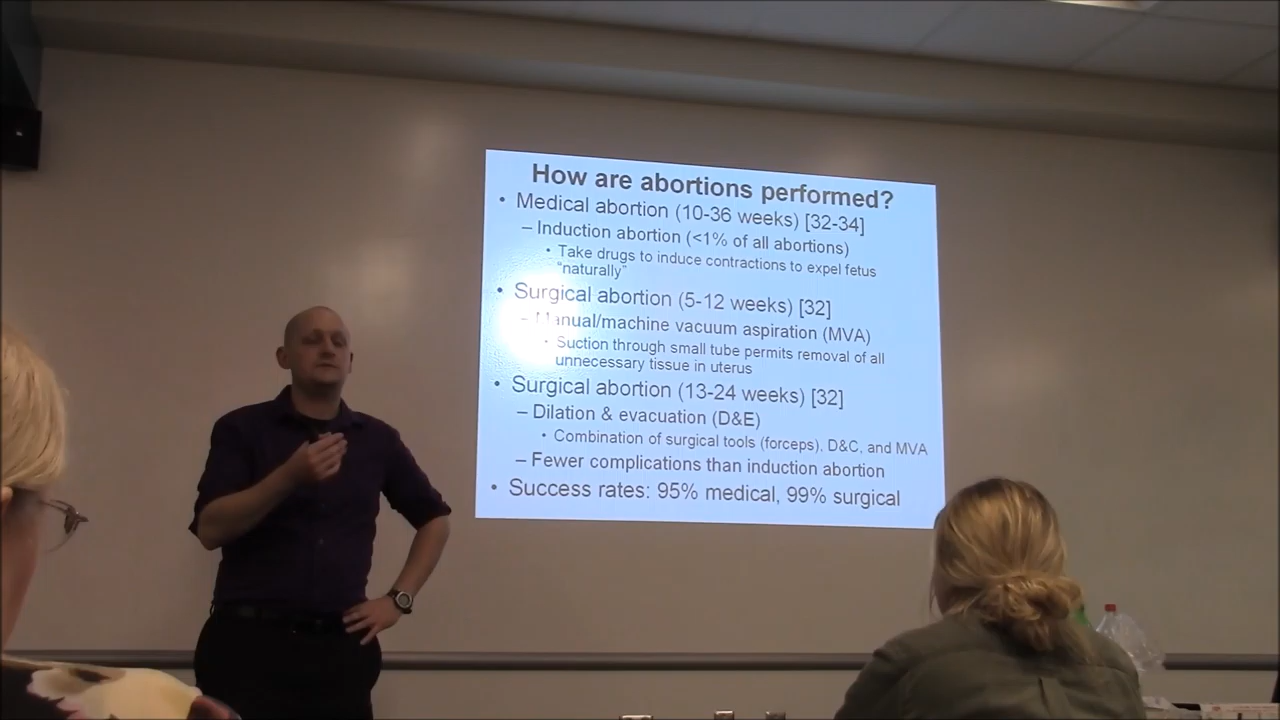 How are abortions performed?
• Medical abortion (10-36 weeks) [32-34]
– Induction abortion (<1% of all abortions)
• Take drugs to induce contractions to expel fetus
"naturally"
• Surgical abortion (5-12 weeks) [32]
– Manual/machine vacuum aspiration (MVA)
• Suction through small tube permits removal of all
unnecessary tissue in uterus
• Surgical abortion (13-24 weeks) [32]
– Dilation & evacuation (D&E)
• Combination of surgical tools (forceps), D&C, and MVA
– Fewer complications than induction abortion
• Success rates: 95% medical, 99% surgical